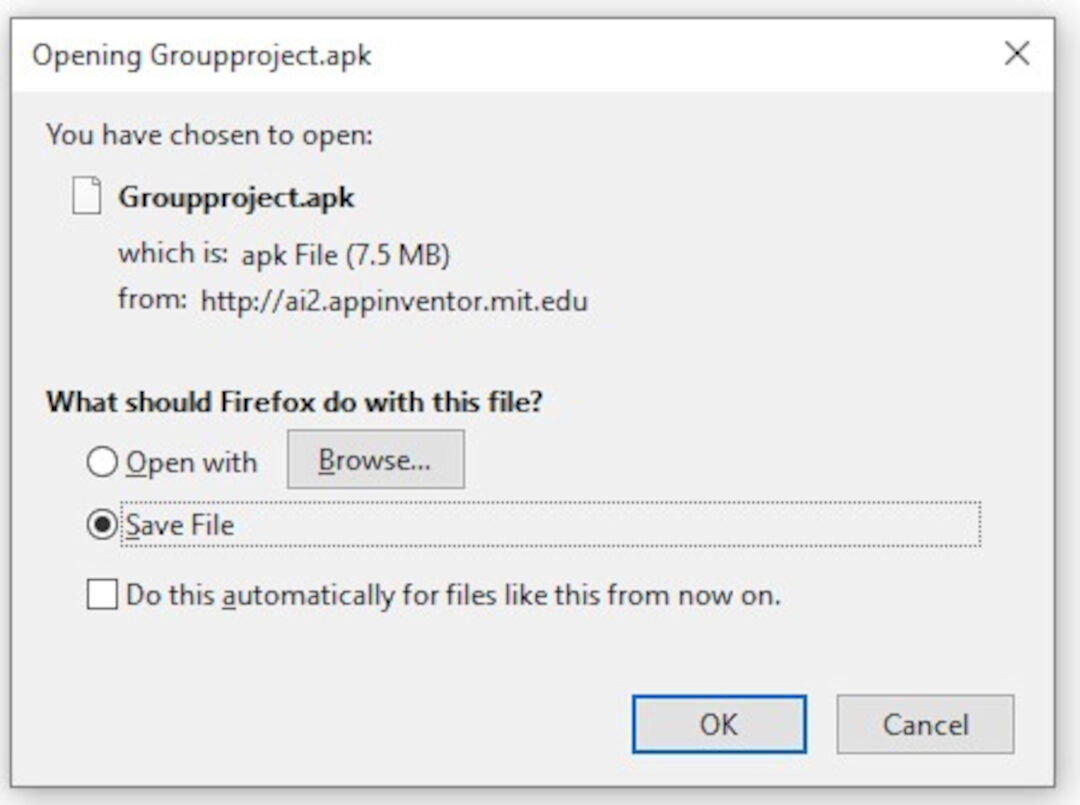 Opening Groupproject.apk
You have chosen to open:
Groupproject.apk
which is: apk File (7.5 MB)
from: http://ai2.appinventor.mit.edu
What should Firefox do with this file?
Open with Browse...
Save File
Do this automatically for files like this from now on.
OK Cancel